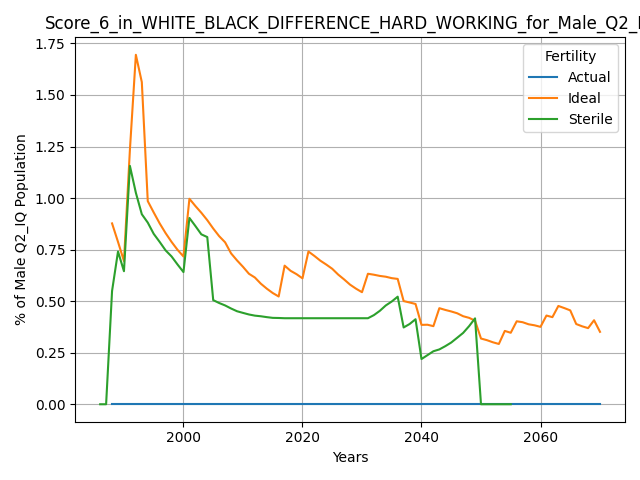 Score_6_in_WHITE_BLACK_DIFFERENCE_HARD_WORKING_for_Male_Q2_I
1.75
1.50
1.25
1.00
0.75
0.50
0.25
0.00
% of Male Q2_IQ Population
Fertility
Actual
Ideal
Sterile
2000
2020
2040
2060
Years